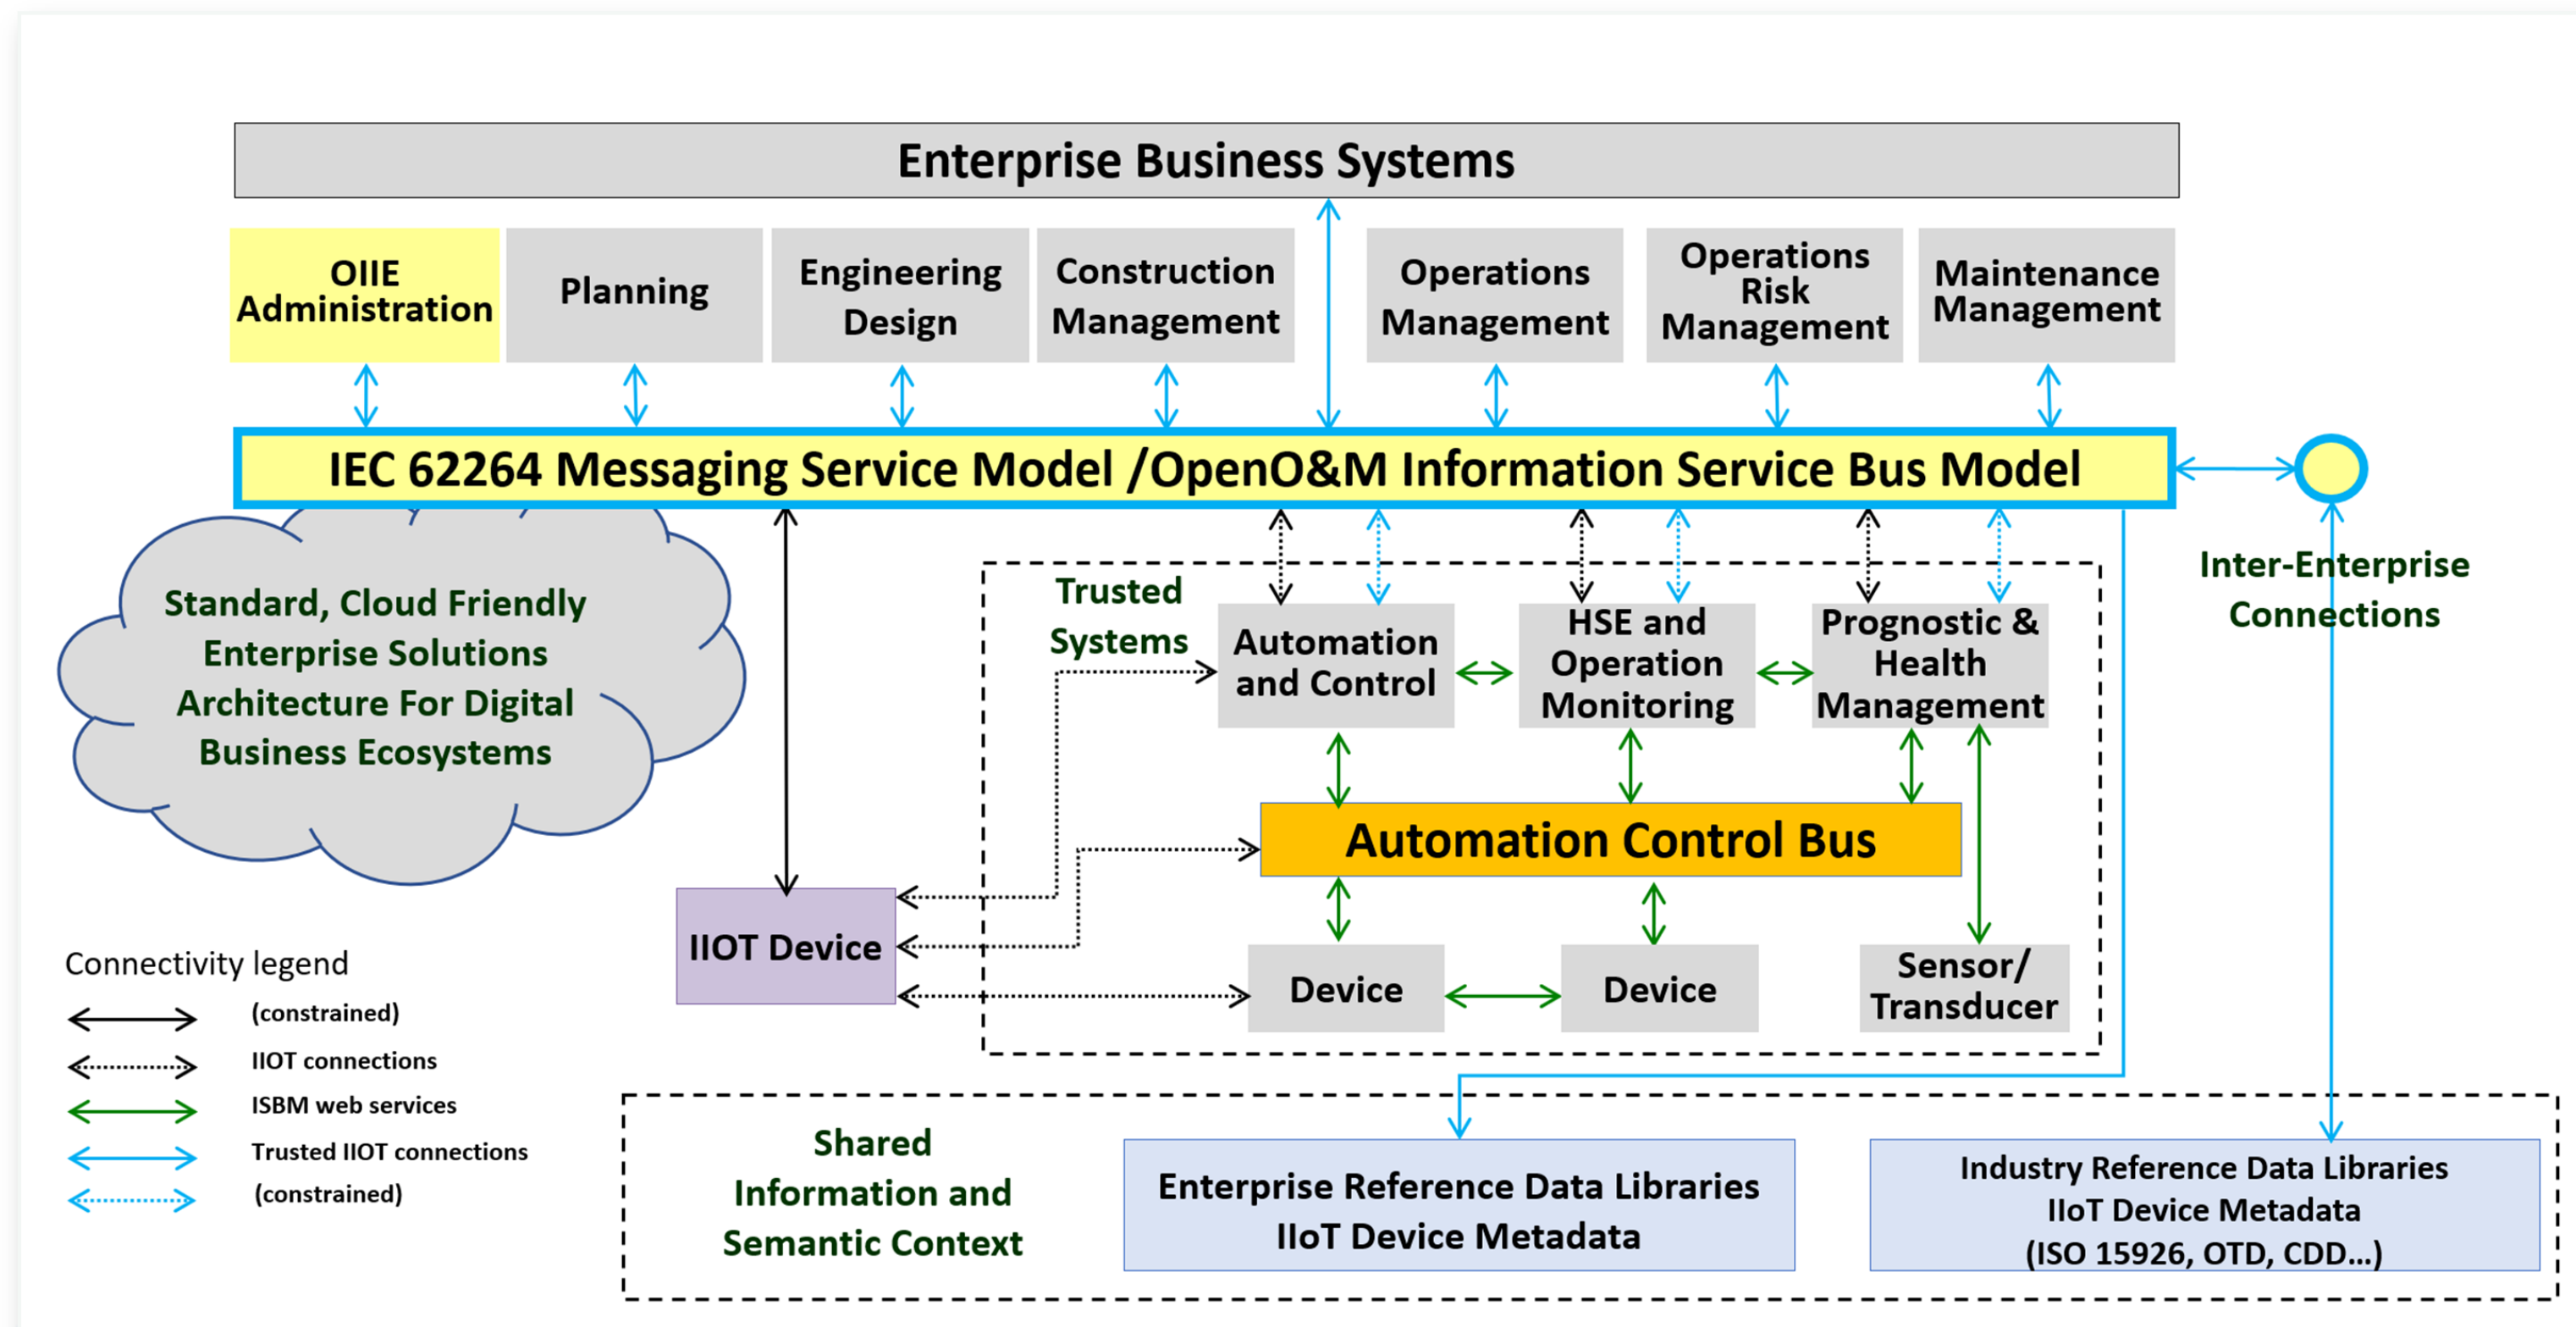 Enterprise Business Systems
OIIE
Administration
Planning
Engineering
Design
Construction
Management
Operations
Management
Operations
Risk
Management
Maintenance
Management
IEC 62264 Messaging Service Model /OpenO&M Information Service Bus Model
Standard, Cloud Friendly
Enterprise Solutions
Architecture For Digital
Business Ecosystems
Trusted
Systems
Automation
and Control
HSE and
Operation
Monitoring
Prognostic &
Health
Management
Inter-Enterprise
Connections
Automation Control Bus
IIOT Device
Device
Device
Sensor/
Transducer
Connectivity legend
(constrained)
IIOT connections
ISBM web services
Trusted IIOT connections
(constrained)
Shared
Information and
Semantic Context
Enterprise Reference Data Libraries
IIoT Device Metadata
Industry Reference Data Libraries
IIoT Device Metadata
(ISO 15926, OTD, CDD...)